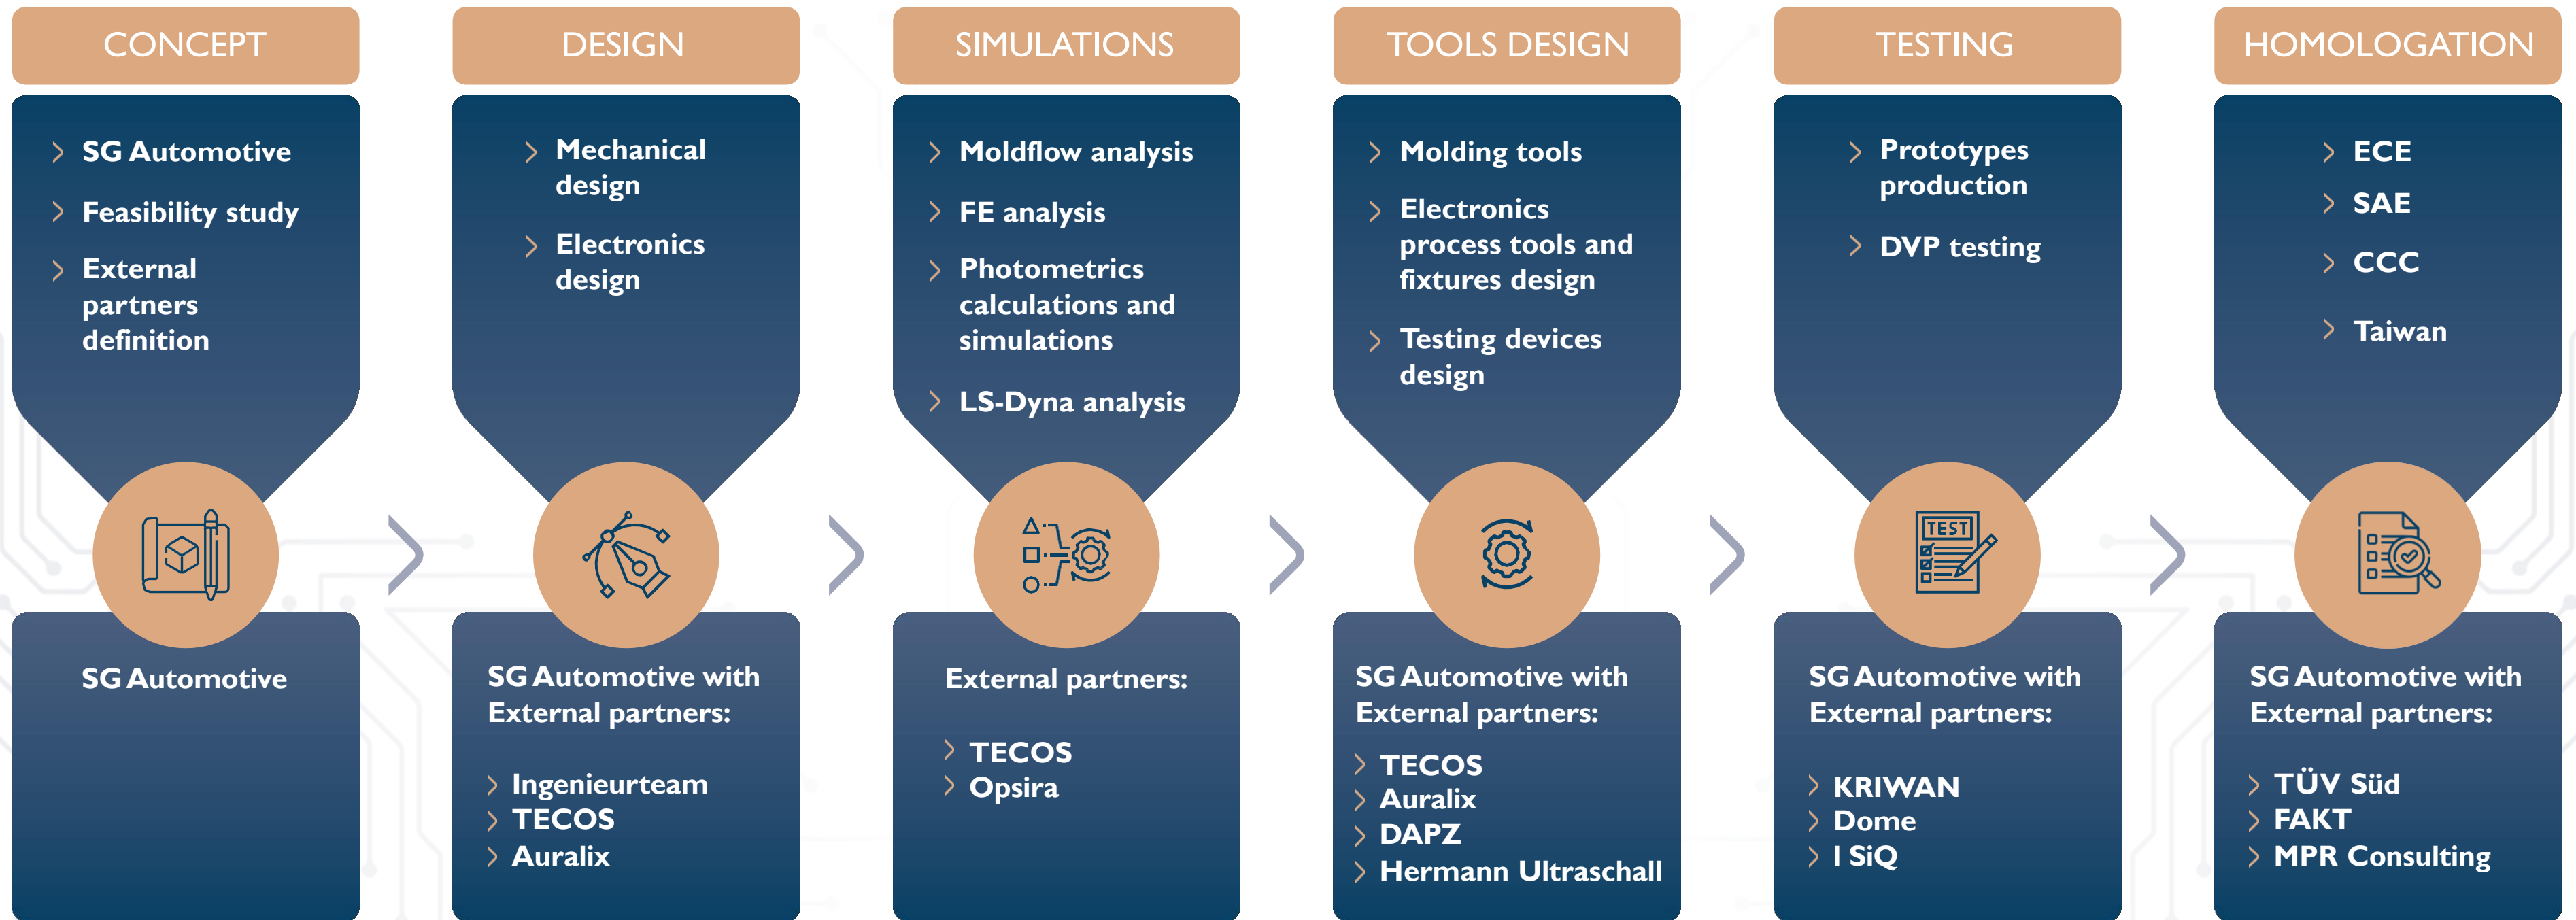 CONCEPT
SG Automotive
Feasibility study
External
partners
definition
SG Automotive
DESIGN
Mechanical
design
Electronics
design
SG Automotive with
External partners:
Ingenieurteam
TECOS
Auralix
SIMULATIONS
Moldflow analysis
FE analysis
Photometrics
calculations and
simulations
LS-Dyna analysis
External partners:
TECOS
Opsira
TOOLS DESIGN
Molding tools
Electronics
process tools and
fixtures design
Testing devices
design
SG Automotive with
External partners:
TECOS
Auralix
DAPZ
Hermann Ultraschall
TESTING
Prototypes
production
DVP testing
TEST
SG Automotive with
External partners:
KRIWAN
Dome
I SiQ
HOMOLOGATION
ECE
SAE
CCC
Taiwan
SG Automotive with
External partners:
TÜV Süd
FAKT
MPR Consulting